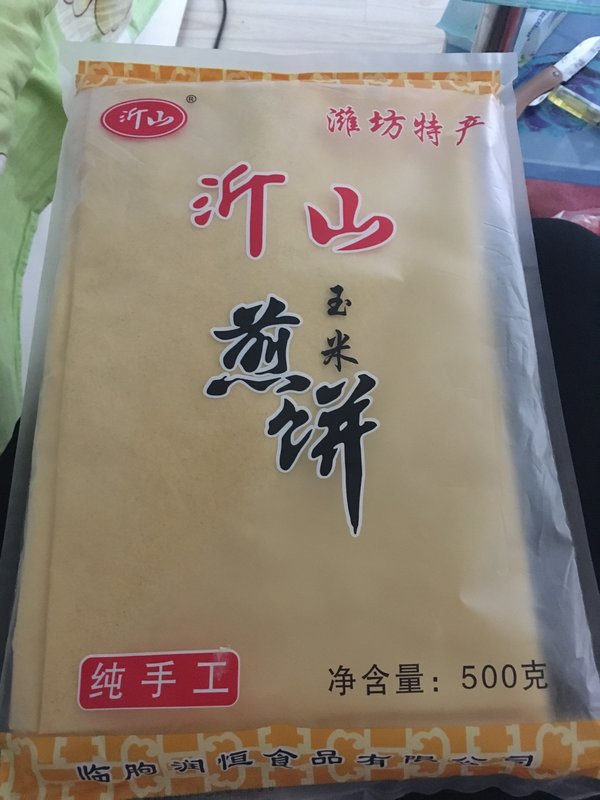 沂山®
潍坊特产
沂山
玉米
煎饼
纯手工
净含量：500克
临朐润恒食品有限公司